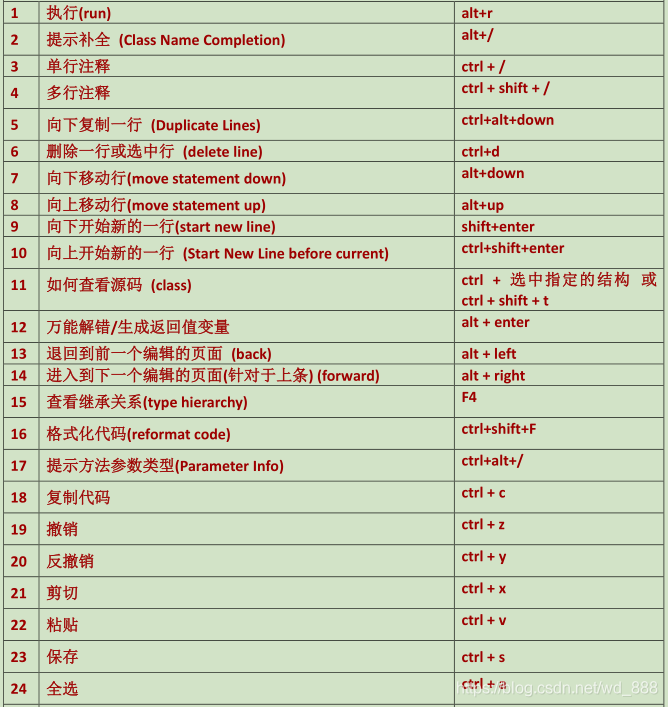 1 执行(run) alt+r
2 提示补全 (Class Name Completion) alt+/
3 单行注释 ctrl + /
4 多行注释 ctrl + shift + /
5 向下复制一行 (Duplicate Lines) ctrl+alt+down
6 删除一行或选中行 (delete line) ctrl+d
7 向下移动行(move statement down) alt+down
8 向上移动行(move statement up) alt+up
9 向下开始新的一行(start new line) shift+enter
10 向上开始新的一行 (Start New Line before current) ctrl+shift+enter
11 如何查看源码 (class) ctrl + 选中指定的结构 或
ctrl + shift + t
12 万能解错/生成返回值变量 alt + enter
13 退回到前一个编辑的页面 (back) alt + left
14 进入到下一个编辑的页面(针对于上条) (forward) alt + right
15 查看继承关系(type hierarchy) F4
16 格式化代码(reformat code) ctrl+shift+F
17 提示方法参数类型(Parameter Info) ctrl+alt+/
18 复制代码 ctrl + c
19 撤销 ctrl + z
20 反撤销 ctrl + y
21 剪切 ctrl + x
22 粘贴 ctrl + v
23 保存 ctrl + s
24 全选 ctrl + a
https://blog.csdn.net/wd_888